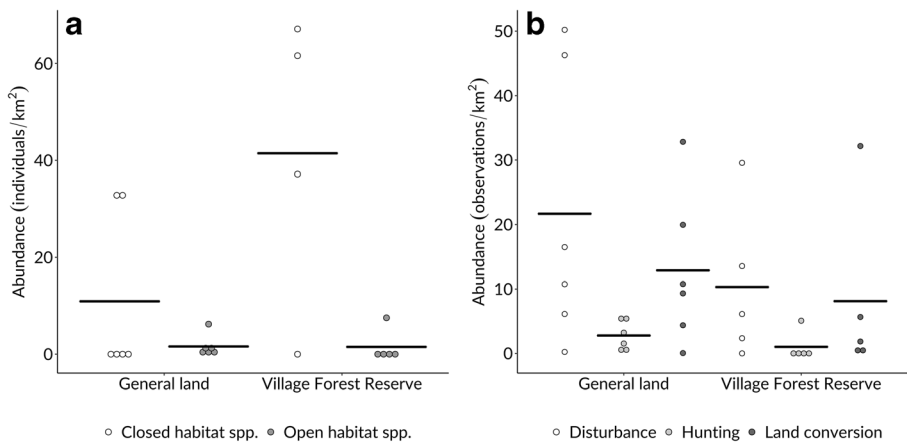 a
Abundance (individuals/km²)
60
40
20
0
General land
Village Forest Reserve
Closed habitat spp.
Open habitat spp.
b
Abundance (observations/km²)
50
40
30
20
10
0
General land
Village Forest Reserve
Disturbance
Hunting
Land conversion